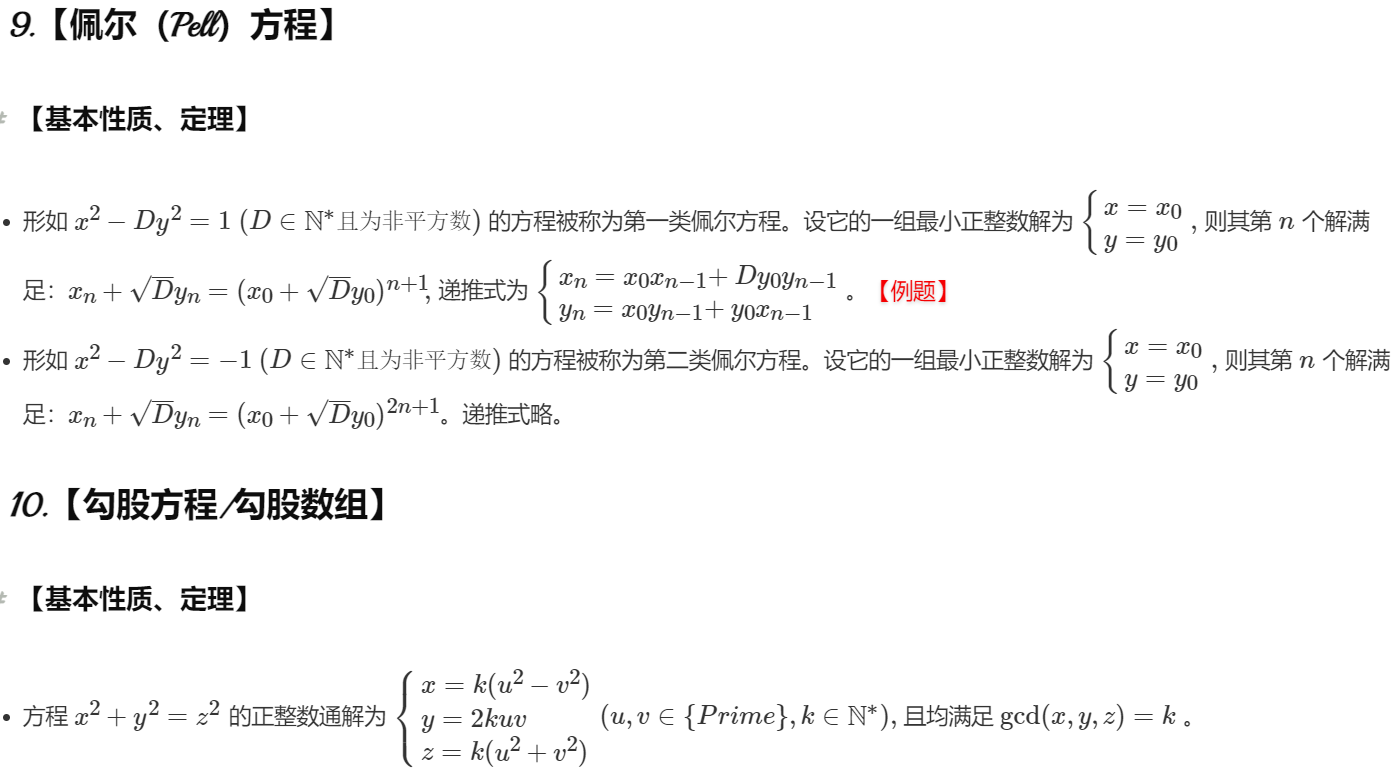 9.【佩尔（Pell）方程】
【基本性质、定理】
• 形如 x² − Dy² = 1 (D ∈ ℕ*且为非平方数) 的方程被称为第一类佩尔方程。设它的一组最小正整数解为 { x = x₀ y = y₀ , 则其第 n 个解满
足：xₙ + √D yₙ = (x₀ + √D y₀)ⁿ⁺¹, 递推式为 { xₙ = x₀xₙ₋₁ + Dy₀yₙ₋₁ yₙ = x₀yₙ₋₁ + y₀xₙ₋₁ 。【例题】
• 形如 x² − Dy² = −1 (D ∈ ℕ*且为非平方数) 的方程被称为第二类佩尔方程。设它的一组最小正整数解为 { x = x₀ y = y₀ , 则其第 n 个解满
足：xₙ + √D yₙ = (x₀ + √D y₀)²ⁿ⁺¹。递推式略。
10.【勾股方程/勾股数组】
【基本性质、定理】
• 方程 x² + y² = z² 的正整数通解为 { x = k(u² − v²) y = 2kuv z = k(u² + v²) (u, v ∈ {Prime}, k ∈ ℕ*), 且均满足 gcd(x, y, z) = k 。